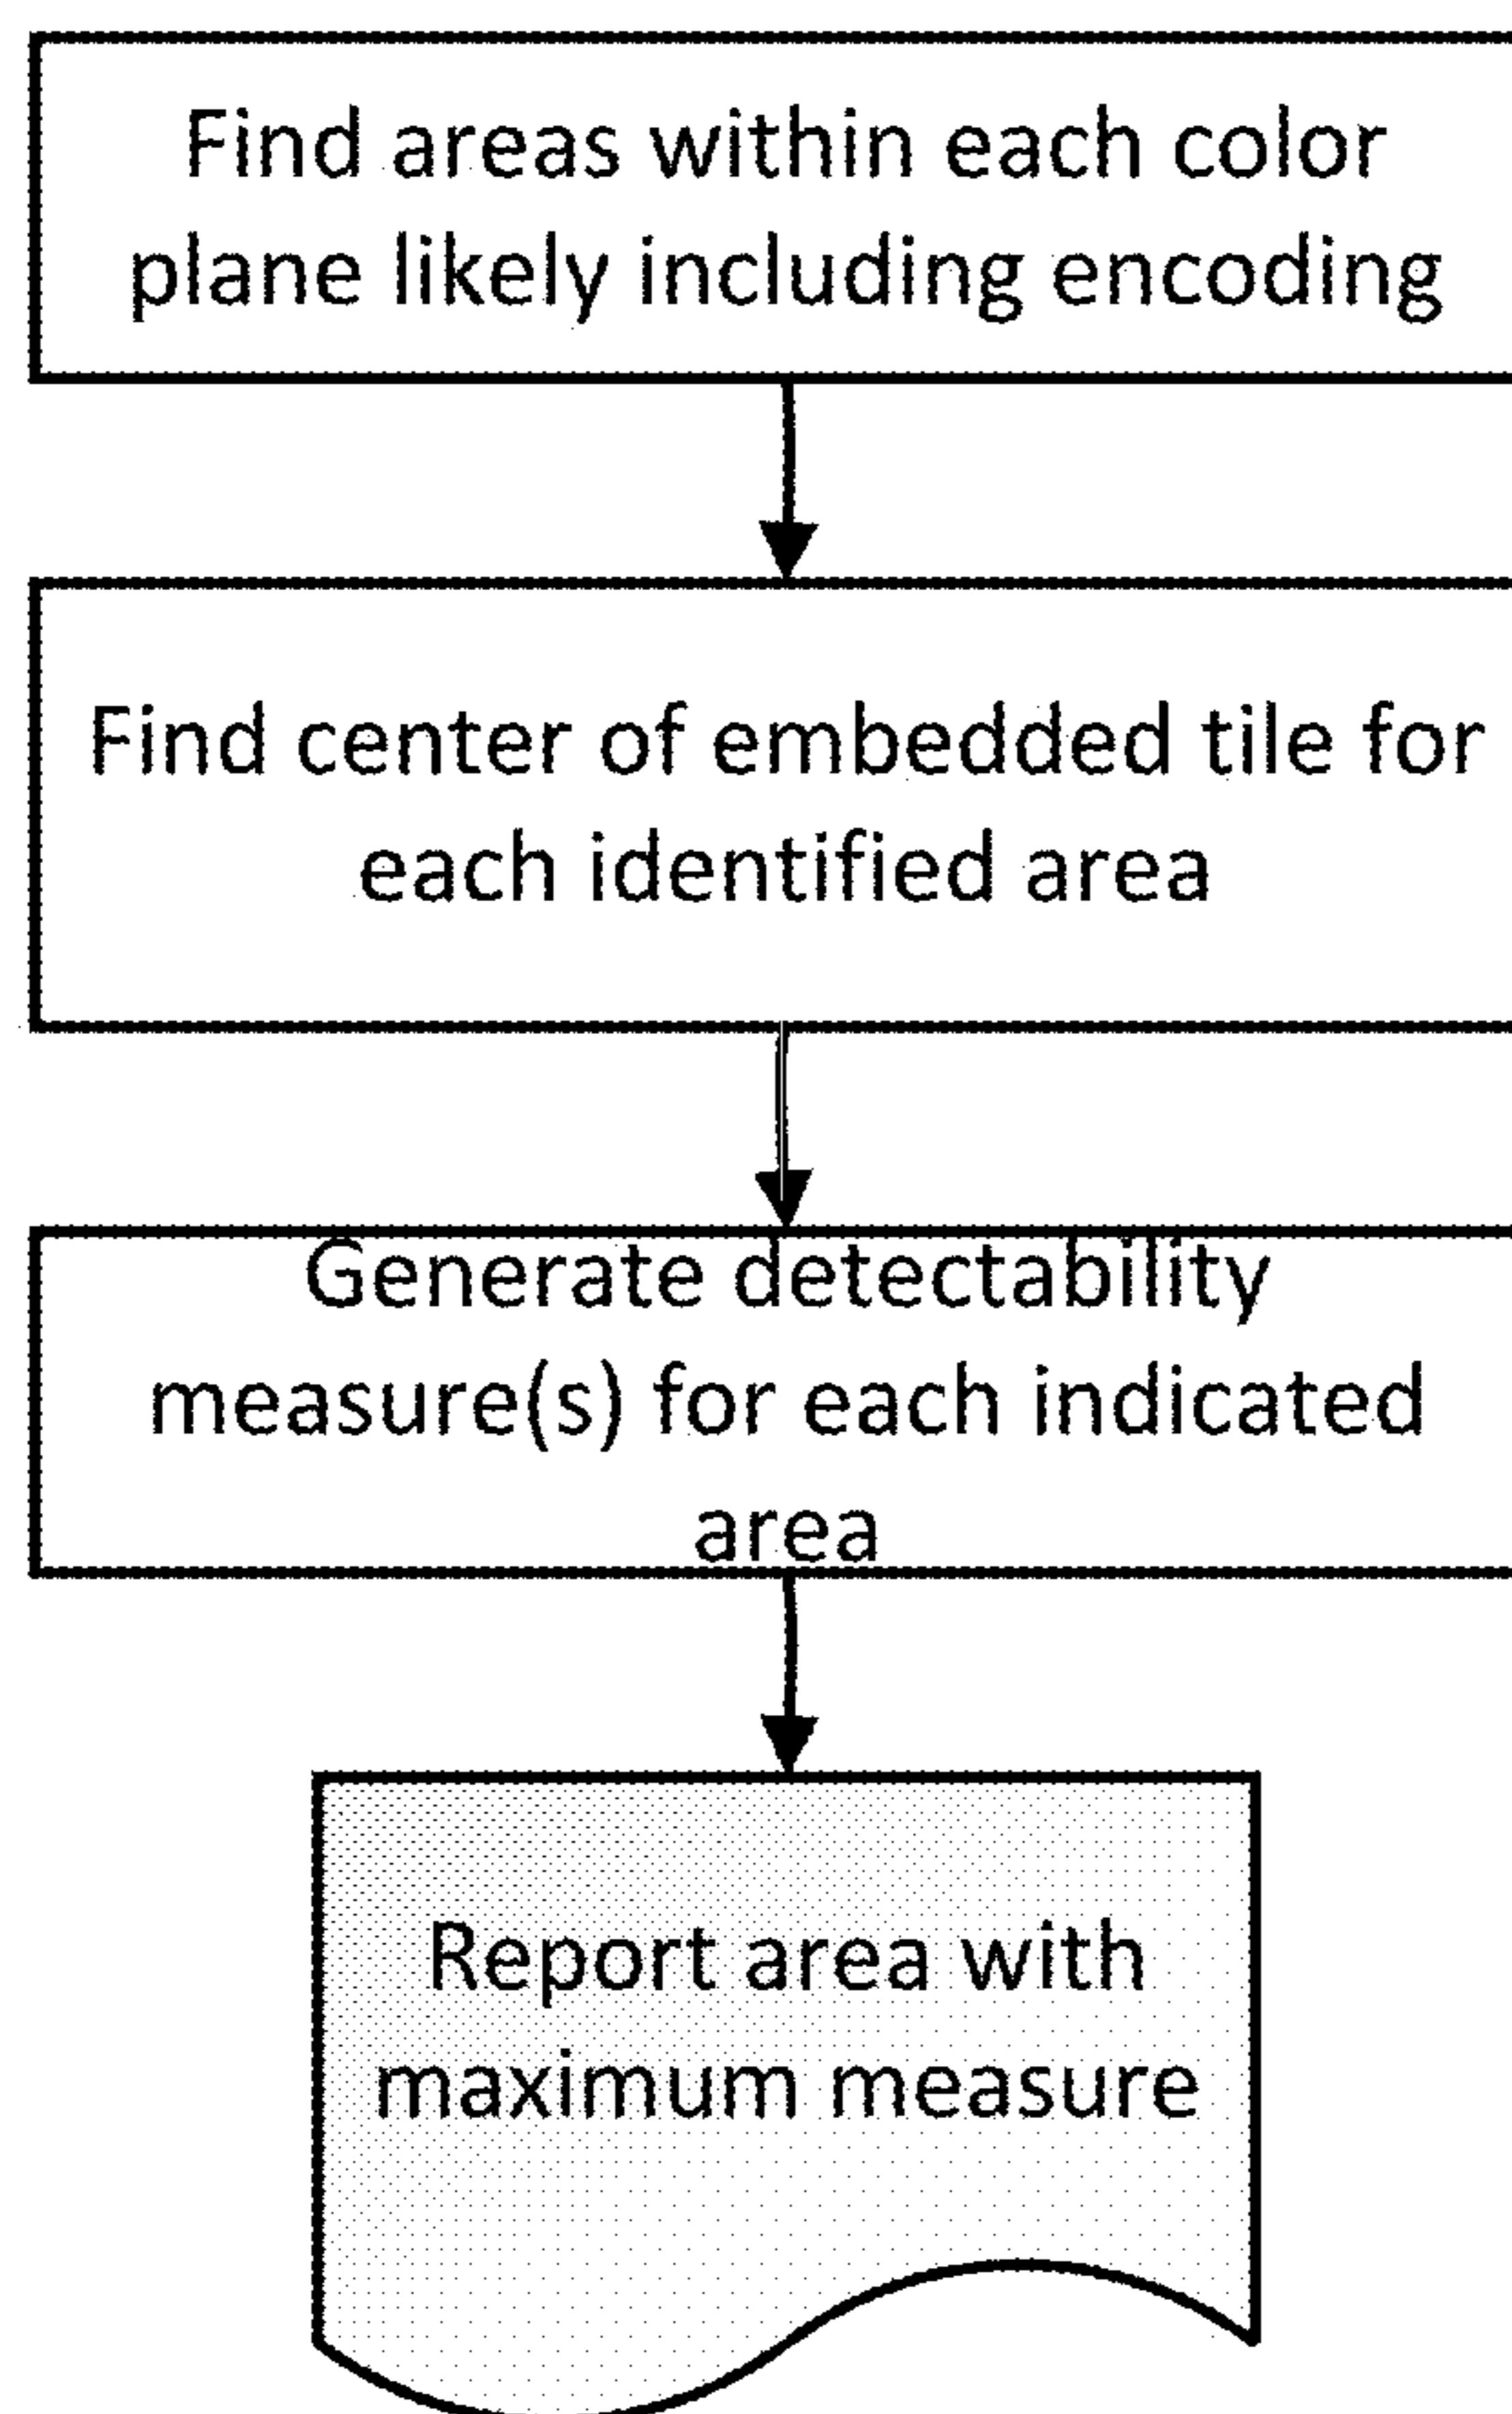 Find areas within each color
plane likely including encoding
Find center of embedded tile for
each identified area
Generate detectability
measure(s) for each indicated
area
Report area with
maximum measure